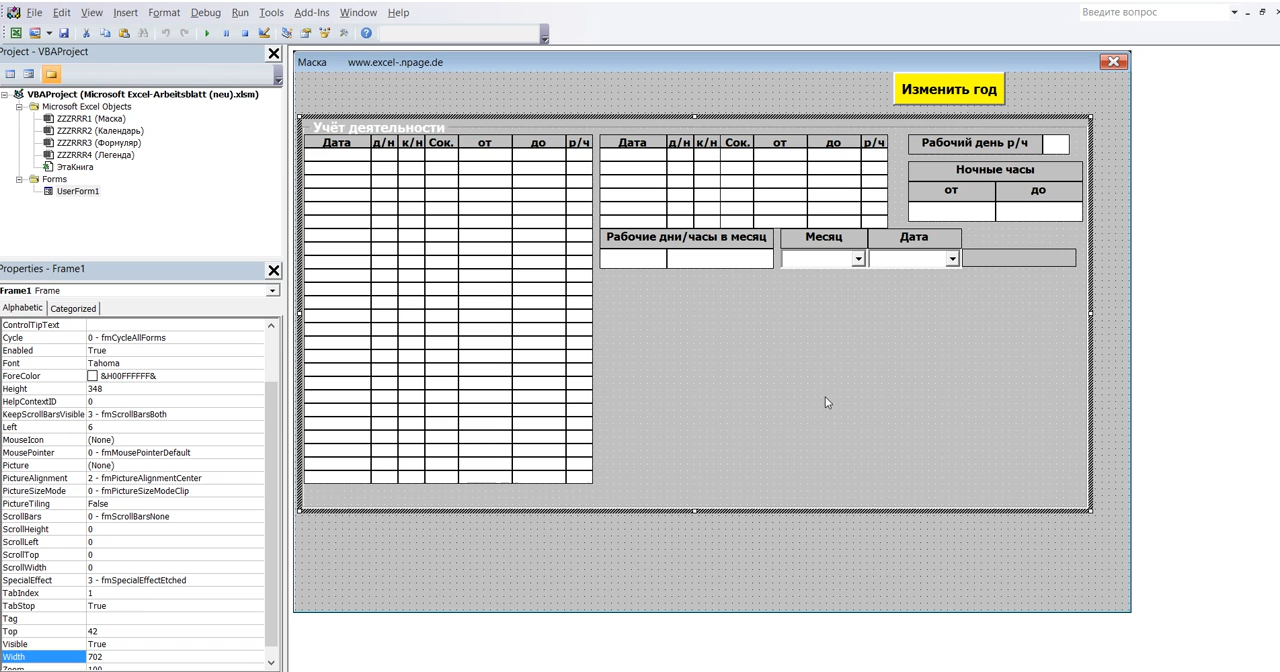 File Edit View Insert Format Debug Run Tools Add-Ins Window Help
Введите вопрос
Project - VBAProject
VBAProject (Microsoft Excel-Arbeitsblatt (neu).xlsm)
Microsoft Excel Objects
ZZZRRR1 (Маска)
ZZZRRR2 (Календарь)
ZZZRRR3 (Формуляр)
ZZZRRR4 (Легенда)
ЭтаКнига
Forms
UserForm1
Properties - Frame1
Frame1 Frame
Alphabetic Categorized
ControlTipText
Cycle 0 - fmCycleAllForms
Enabled True
Font Tahoma
ForeColor &H00FFFFFF&
Height 348
HelpContextID 0
KeepScrollBarsVisible 3 - fmScrollBarsBoth
Left 6
MouseIcon (None)
MousePointer 0 - fmMousePointerDefault
Picture (None)
PictureAlignment 2 - fmPictureAlignmentCenter
PictureSizeMode 0 - fmPictureSizeModeClip
PictureTiling False
ScrollBars 0 - fmScrollBarsNone
ScrollHeight 0
ScrollLeft 0
ScrollTop 0
ScrollWidth 0
SpecialEffect 3 - fmSpecialEffectEtched
TabIndex 1
TabStop True
Tag
Top 42
Visible True
Width 702
Zoom 100
Маска www.excel-.npage.de
Изменить год
Учёт деятельности
Дата д/н к/н Сок. от до р/ч
Дата д/н к/н Сок. от до р/ч
Рабочий день р/ч
Ночные часы
от до
Рабочие дни/часы в месяц
Месяц Дата